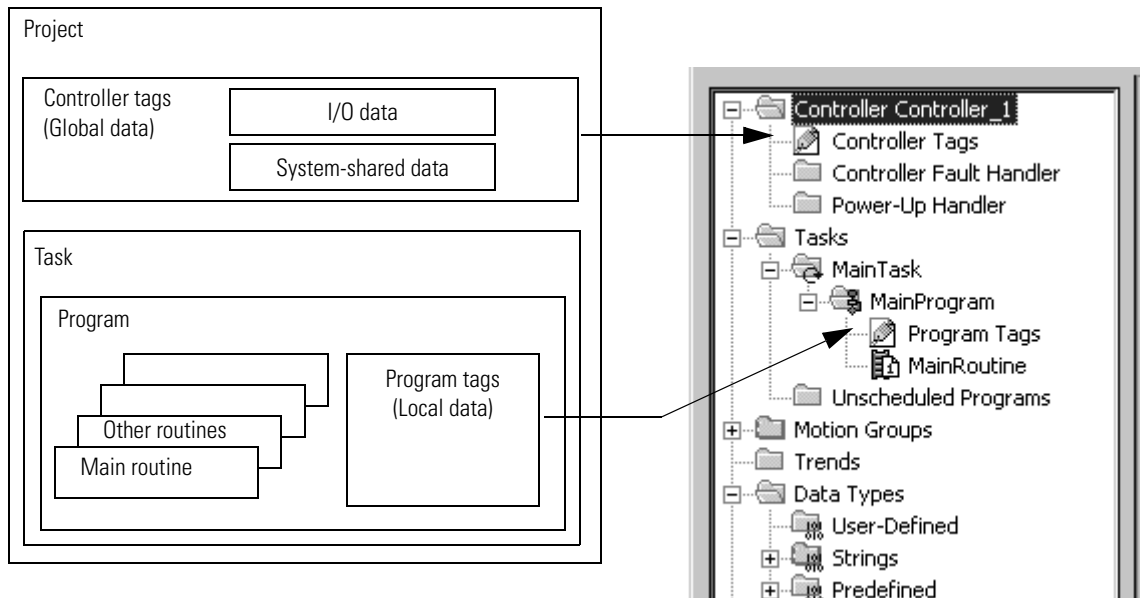 Project
Controller tags
(Global data)
I/O data
System-shared data
Task
Program
Other routines
Main routine
Program tags
(Local data)
Controller Controller_1
Controller Tags
Controller Fault Handler
Power-Up Handler
Tasks
MainTask
MainProgram
Program Tags
MainRoutine
Unscheduled Programs
Motion Groups
Trends
Data Types
User-Defined
Strings
Predefined